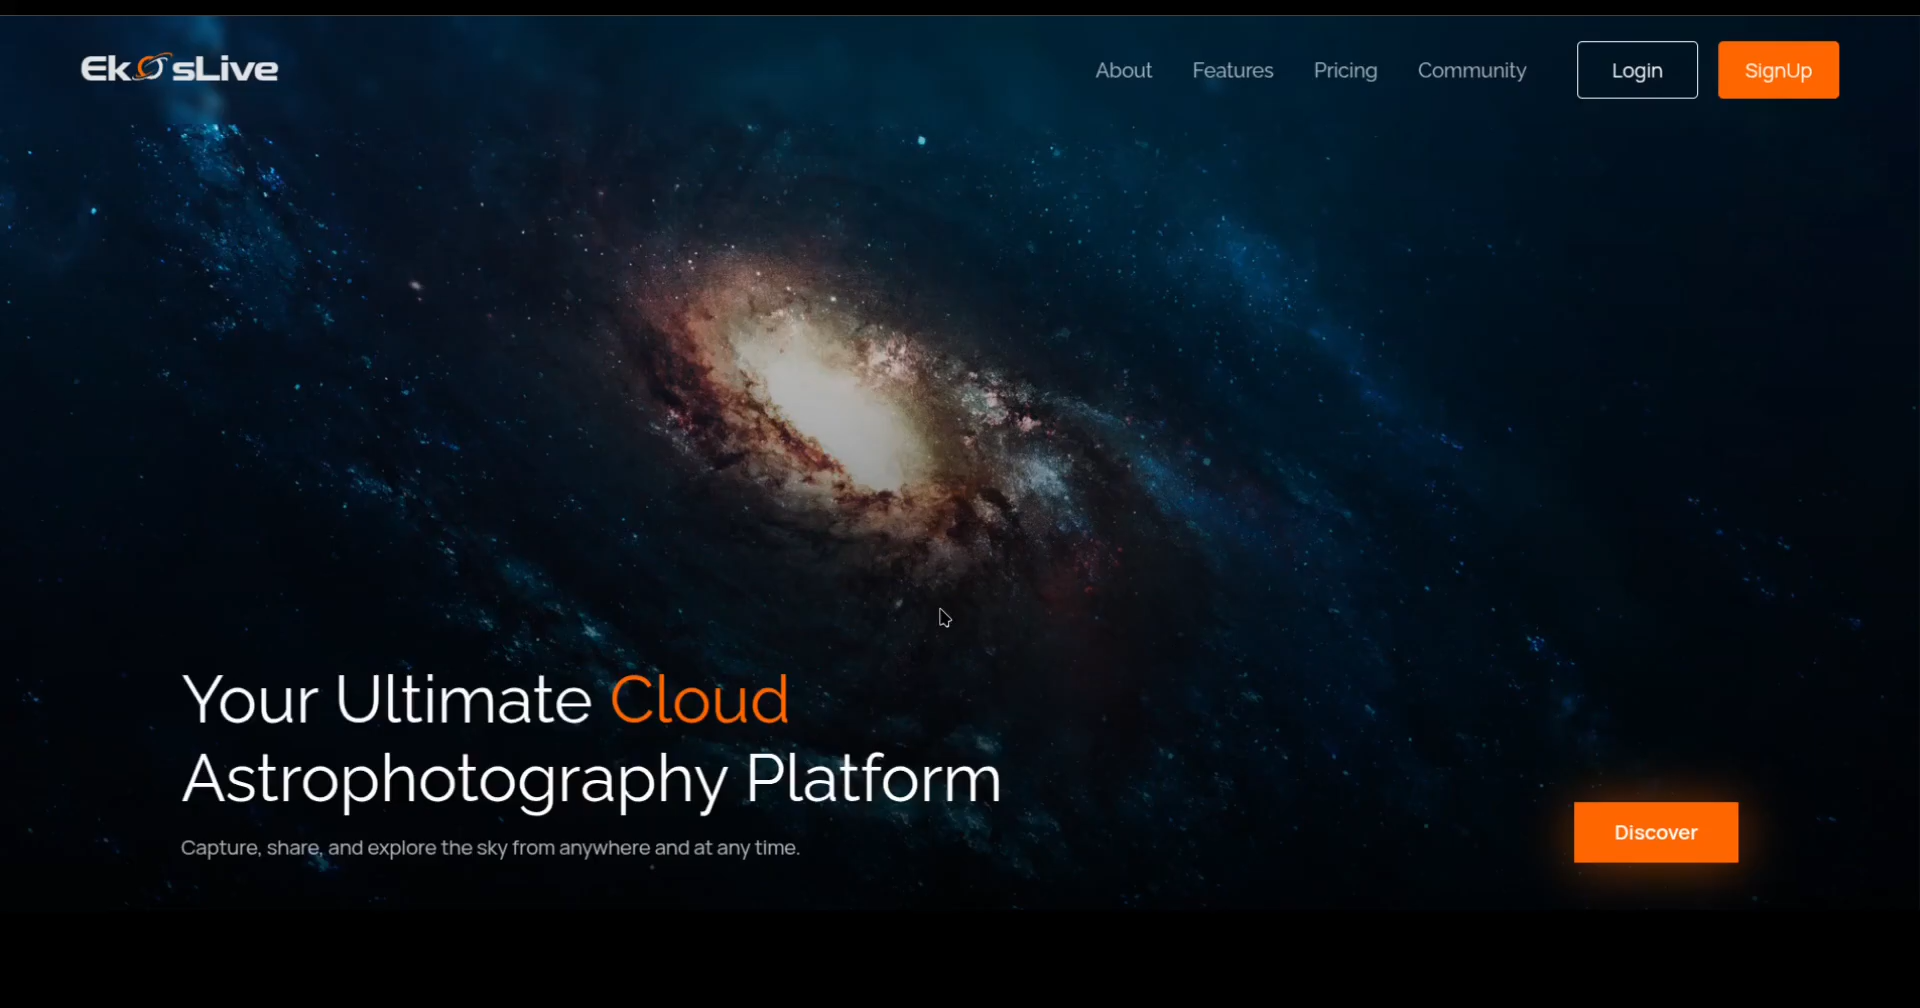 EkosLive
About
Features
Pricing
Community
Login
SignUp
Your Ultimate Cloud
Astrophotography Platform
Capture, share, and explore the sky from anywhere and at any time.
Discover